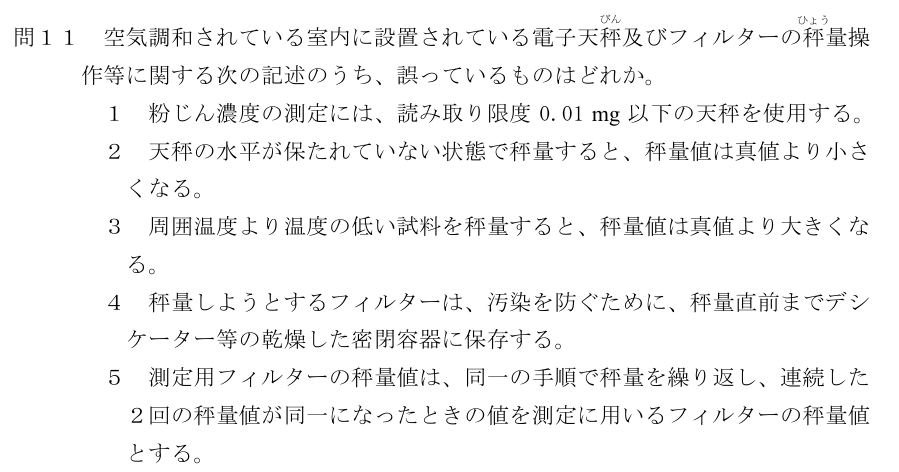 問１１　空気調和されている室内に設置されている電子天秤(びん)及びフィルターの秤(ひょう)量操
作等に関する次の記述のうち、誤っているものはどれか。
１　粉じん濃度の測定には、読み取り限度 0.01 mg 以下の天秤を使用する。
２　天秤の水平が保たれていない状態で秤量すると、秤量値は真値より小さ
くなる。
３　周囲温度より温度の低い試料を秤量すると、秤量値は真値より大きくな
る。
４　秤量しようとするフィルターは、汚染を防ぐために、秤量直前までデシ
ケーター等の乾燥した密閉容器に保存する。
５　測定用フィルターの秤量値は、同一の手順で秤量を繰り返し、連続した
２回の秤量値が同一になったときの値を測定に用いるフィルターの秤量値
とする。